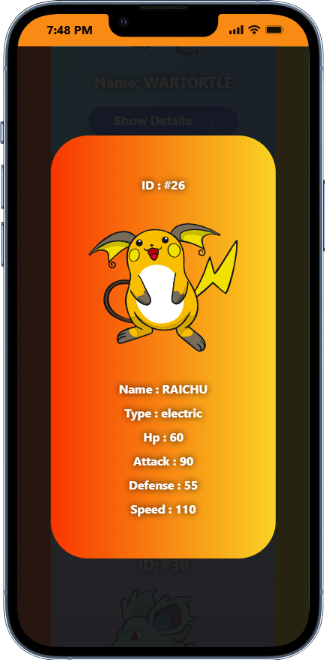 7:48 PM
Name: WARTORTLE
Show Details . . .
ID : #26
Name : RAICHU
Type : electric
Hp : 60
Attack : 90
Defense : 55
Speed : 110
ID: #30